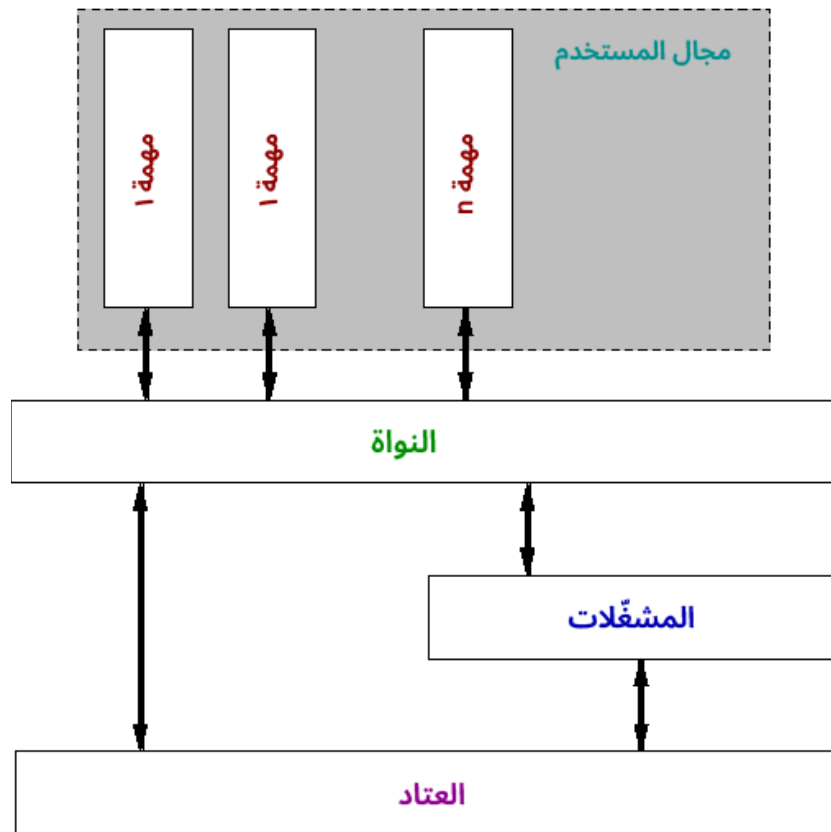 مجال المستخدم
مهمة ١
مهمة ١
مهمة n
النواة
المشغّلات
العتاد